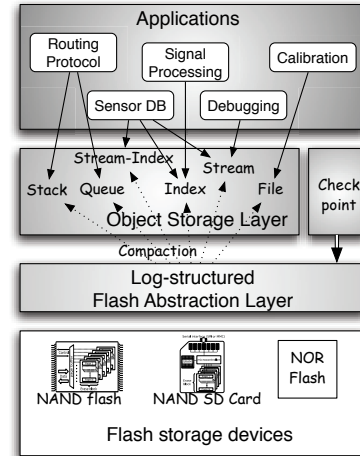 Applications
Routing
Protocol
Signal
Processing
Calibration
Sensor DB
Debugging
Stream-Index
Stream
Stack
Queue
Index
File
Check
point
Object Storage Layer
Compaction
Log-structured
Flash Abstraction Layer
NAND flash
NAND SD Card
NOR
Flash
Flash storage devices